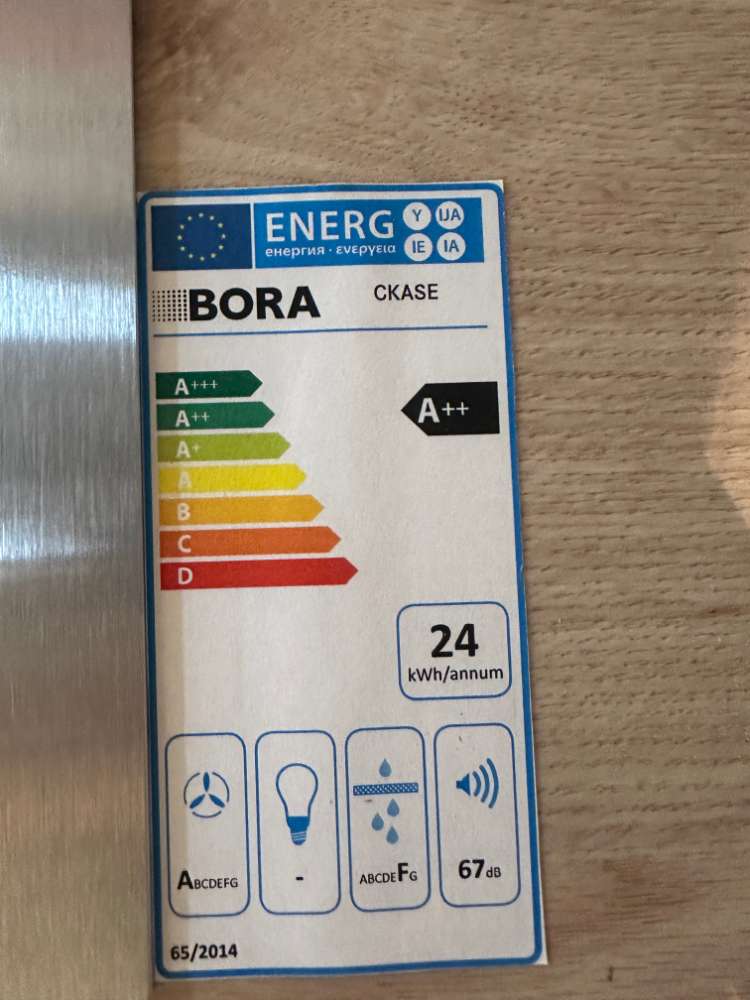 ENERG Y IJA
енергия · ενεργεια IE IA
BORA CKASE
A+++
A++
A++
A+
A
B
C
D
24
kWh/annum
ABCDEFG
-
ABCDEFG
67dB
65/2014